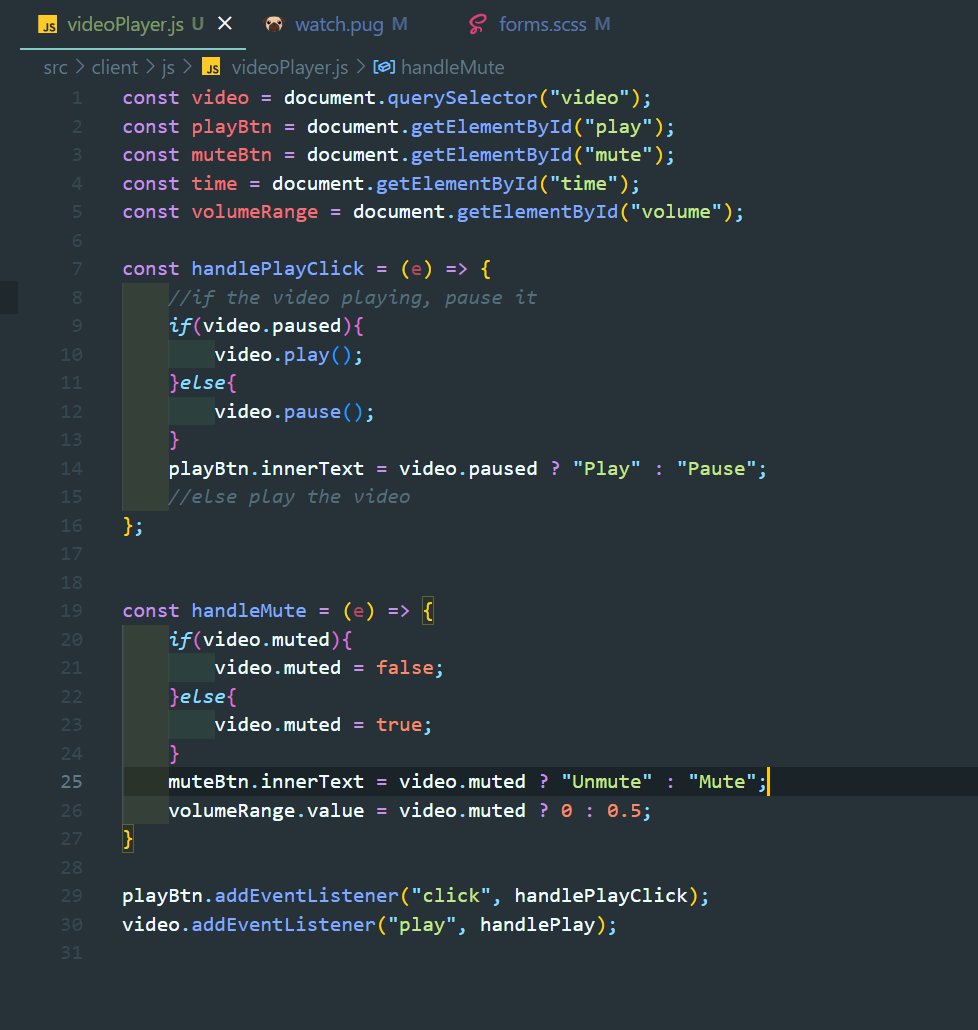 JS videoPlayer.js U × watch.pug M forms.scss M
src > client > js > JS videoPlayer.js > handleMute
1 const video = document.querySelector("video");
2 const playBtn = document.getElementById("play");
3 const muteBtn = document.getElementById("mute");
4 const time = document.getElementById("time");
5 const volumeRange = document.getElementById("volume");
6
7 const handlePlayClick = (e) => {
8     //if the video playing, pause it
9     if(video.paused){
10         video.play();
11     }else{
12         video.pause();
13     }
14     playBtn.innerText = video.paused ? "Play" : "Pause";
15     //else play the video
16 };
17
18
19 const handleMute = (e) => {
20     if(video.muted){
21         video.muted = false;
22     }else{
23         video.muted = true;
24     }
25     muteBtn.innerText = video.muted ? "Unmute" : "Mute";
26     volumeRange.value = video.muted ? 0 : 0.5;
27 }
28
29 playBtn.addEventListener("click", handlePlayClick);
30 video.addEventListener("play", handlePlay);
31